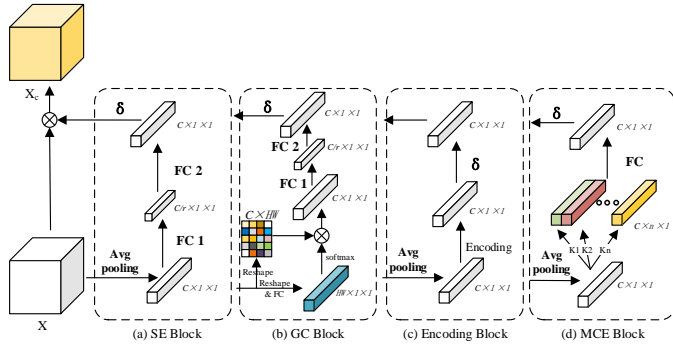 X_c
X
δ
C×1×1
FC 2
C/r×1×1
FC 1
Avg
pooling
C×1×1
(a) SE Block
δ
C×1×1
FC 2
C/r×1×1
FC 1
C×1×1
C×HW
softmax
Reshape
Reshape
& FC
HW×1×1
(b) GC Block
C×1×1
δ
C×1×1
Encoding
Avg
pooling
C×1×1
(c) Encoding Block
δ
C×1×1
FC
C×n×1
K1 K2 Kn
Avg
pooling
C×1×1
(d) MCE Block